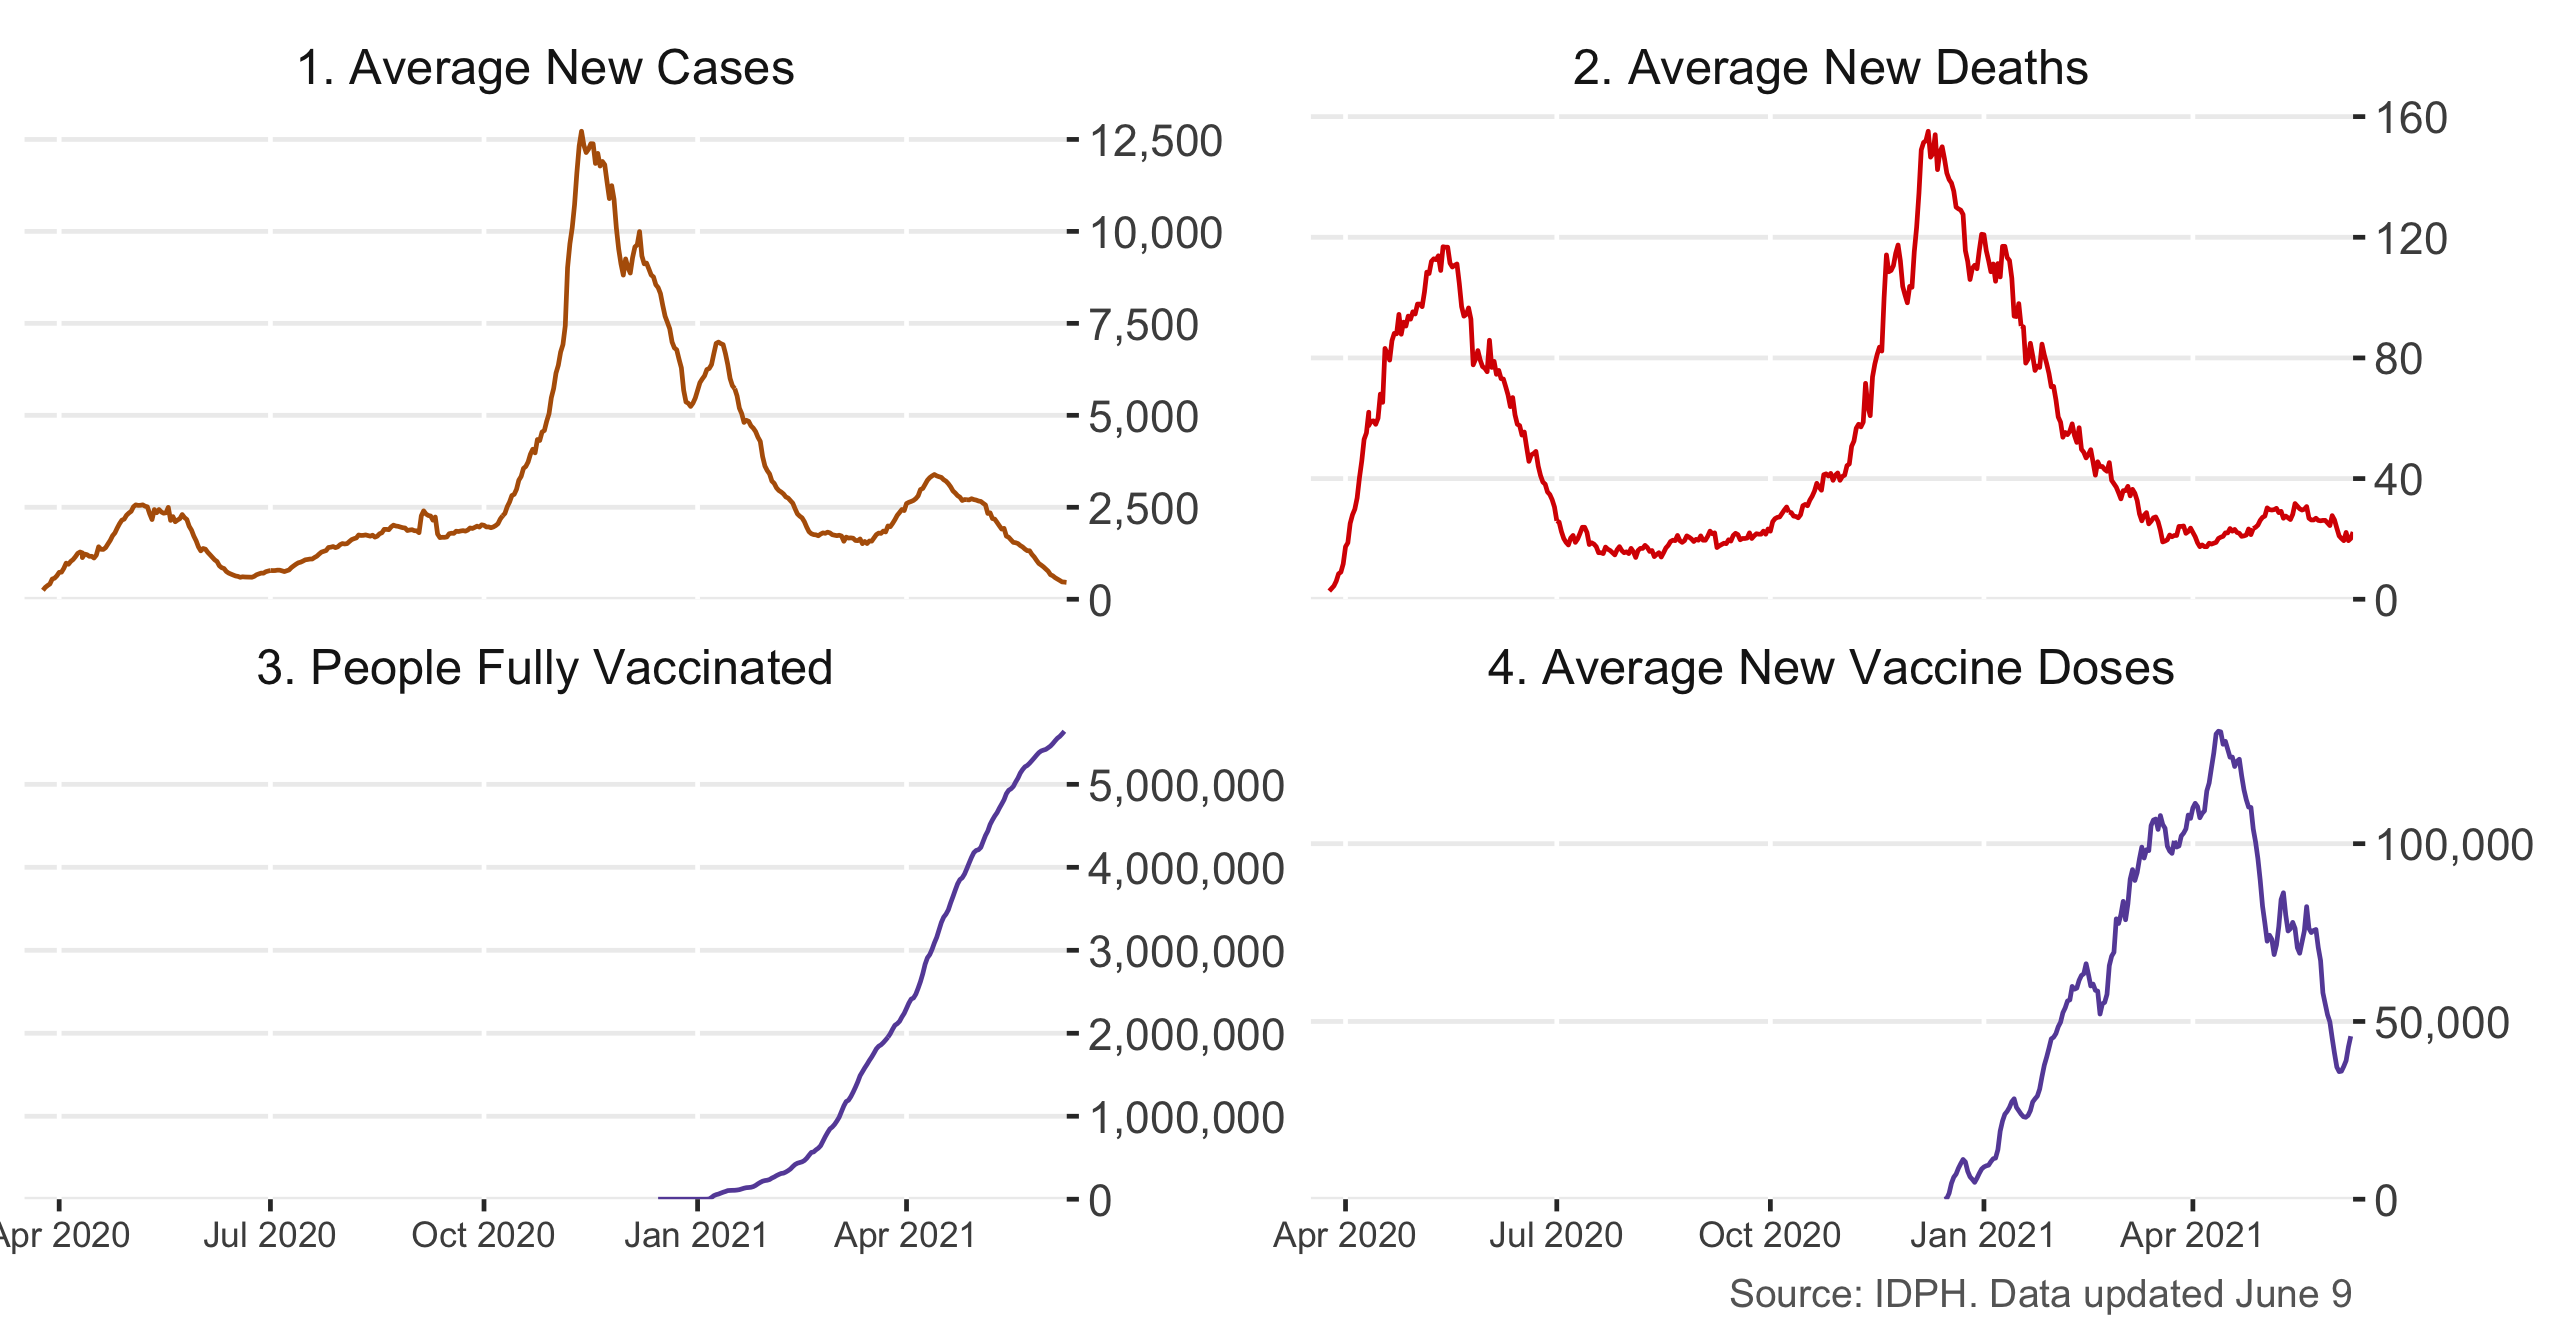 1. Average New Cases
12,500
10,000
7,500
5,000
2,500
0
2. Average New Deaths
160
120
80
40
0
3. People Fully Vaccinated
5,000,000
4,000,000
3,000,000
2,000,000
1,000,000
0
Apr 2020 Jul 2020 Oct 2020 Jan 2021 Apr 2021
4. Average New Vaccine Doses
100,000
50,000
0
Apr 2020 Jul 2020 Oct 2020 Jan 2021 Apr 2021
Source: IDPH. Data updated June 9